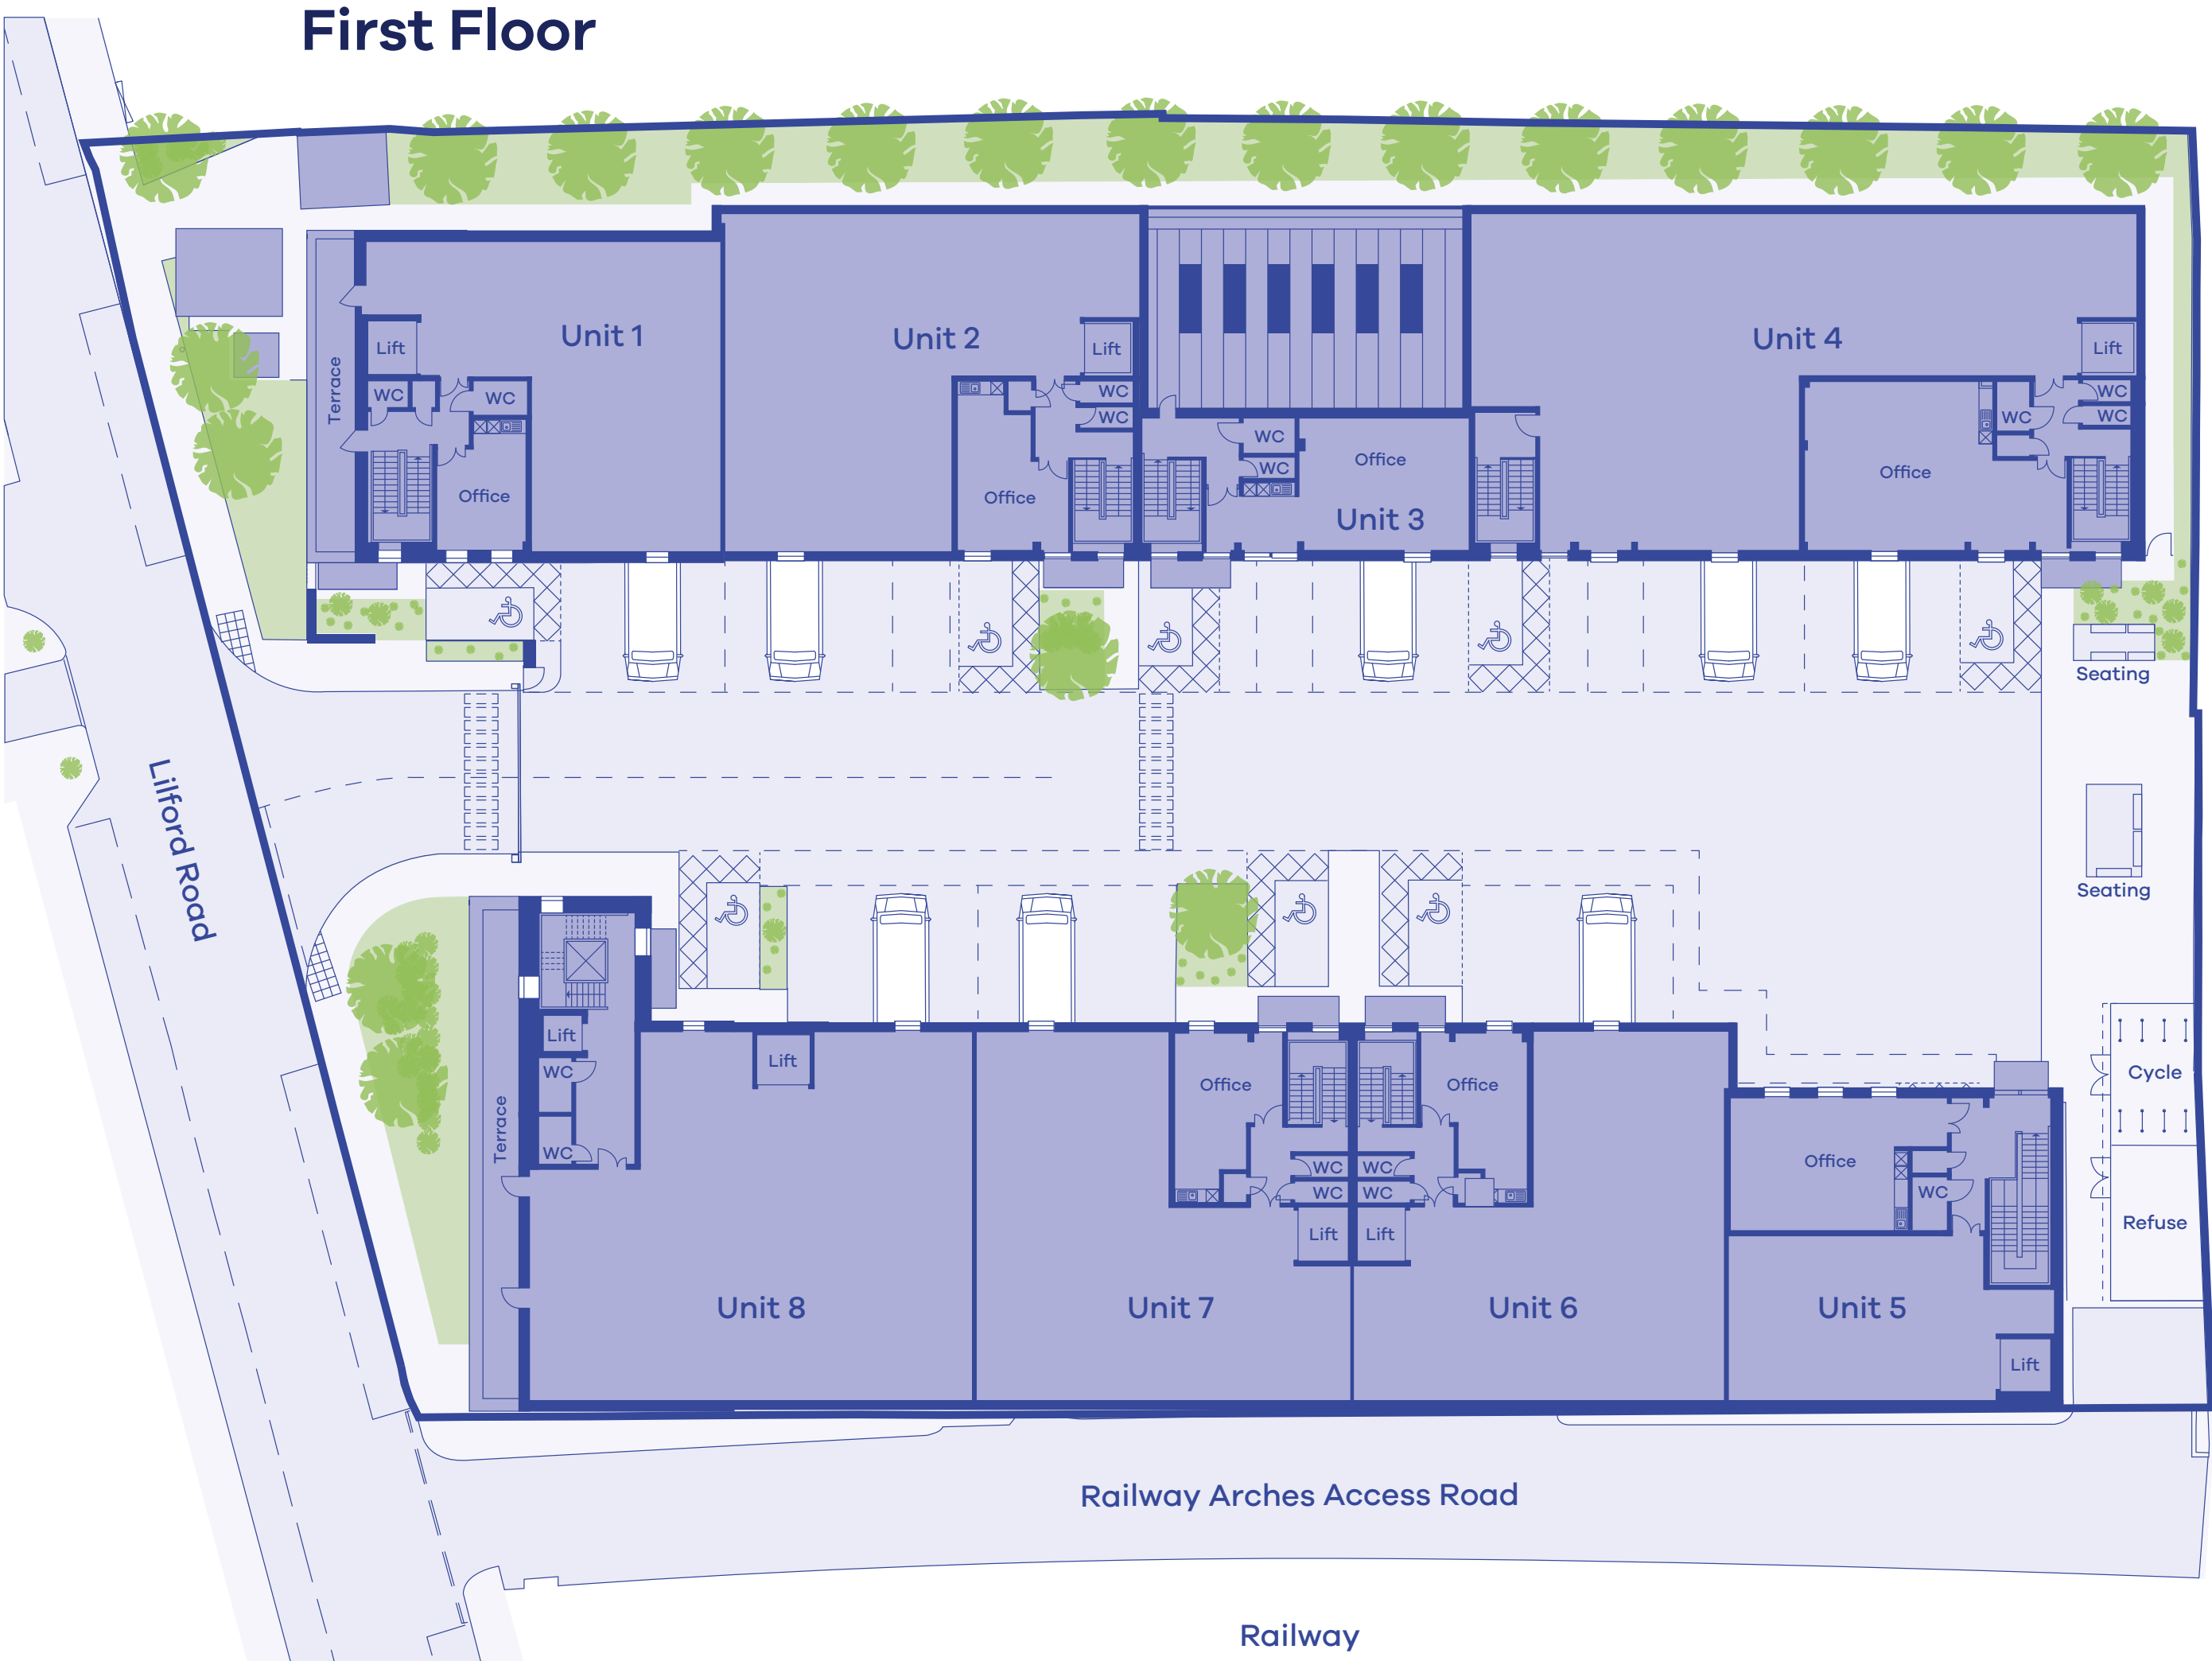 First Floor
Unit 1
Unit 2
Unit 4
Lift
Lift
Lift
Terrace
WC
WC
WC
WC
WC
WC
WC
WC
WC
Office
Office
Office
Office
Unit 3
Seating
Lilford Road
Seating
Lift
Lift
WC
WC
Terrace
Office
Office
Cycle
Office
WC
WC
WC
WC
WC
Lift
Lift
Refuse
Unit 8
Unit 7
Unit 6
Unit 5
Lift
Railway Arches Access Road
Railway